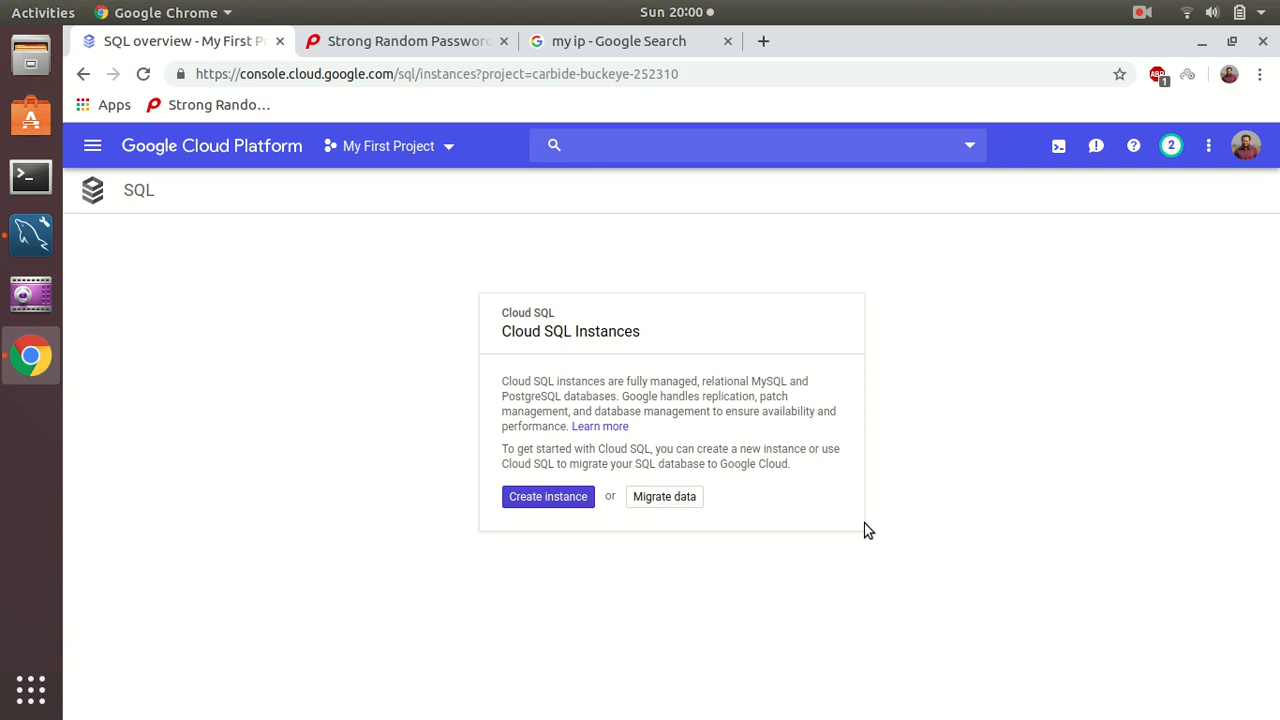 Activities
Google Chrome
Sun 20:00
SQL overview - My First P
Strong Random Password
my ip - Google Search
https://console.cloud.google.com/sql/instances?project=carbide-buckeye-252310
ABP
1
Apps
Strong Rando...
Google Cloud Platform
My First Project
2
SQL
Cloud SQL
Cloud SQL Instances
Cloud SQL instances are fully managed, relational MySQL and
PostgreSQL databases. Google handles replication, patch
management, and database management to ensure availability and
performance. Learn more
To get started with Cloud SQL, you can create a new instance or use
Cloud SQL to migrate your SQL database to Google Cloud.
Create instance or Migrate data